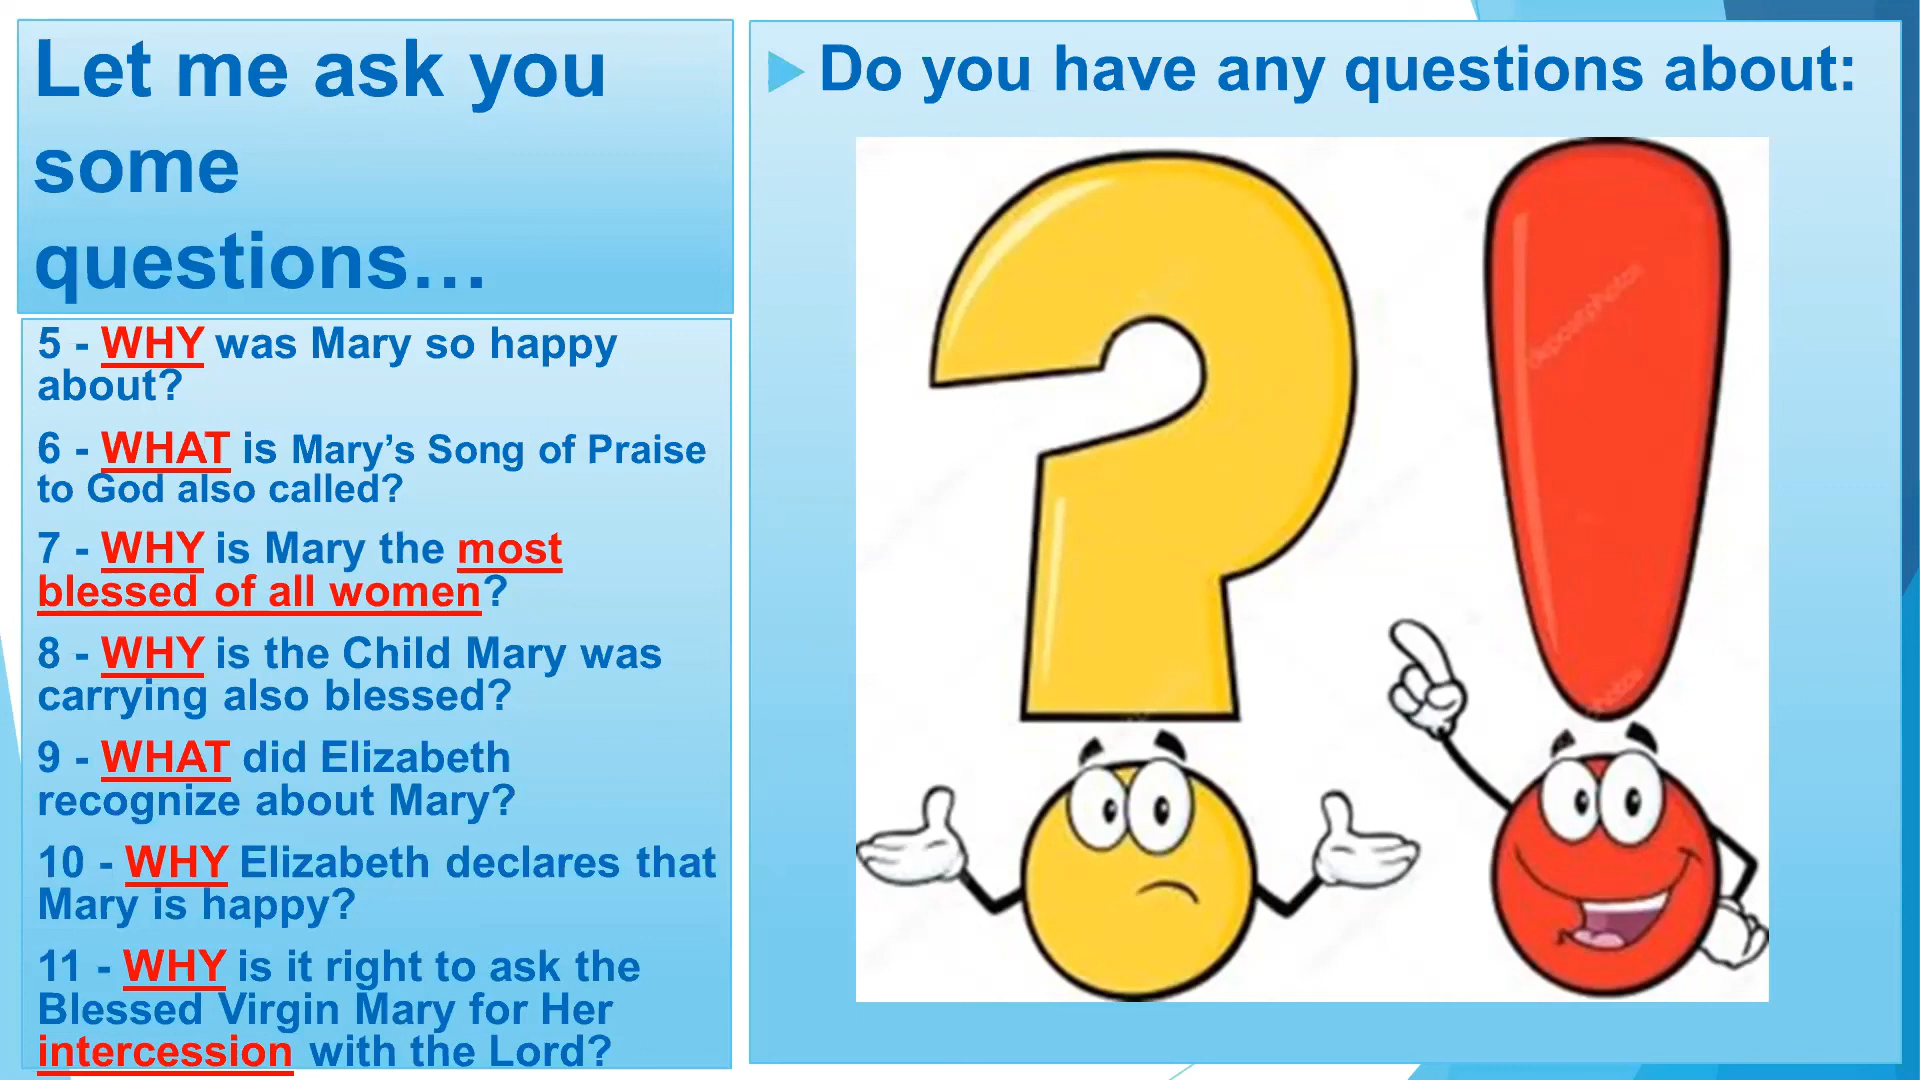 Let me ask you
some
questions…
5 - WHY was Mary so happy
about?
6 - WHAT is Mary’s Song of Praise
to God also called?
7 - WHY is Mary the most
blessed of all women?
8 - WHY is the Child Mary was
carrying also blessed?
9 - WHAT did Elizabeth
recognize about Mary?
10 - WHY Elizabeth declares that
Mary is happy?
11 - WHY is it right to ask the
Blessed Virgin Mary for Her
intercession with the Lord?
Do you have any questions about:
depositphotos